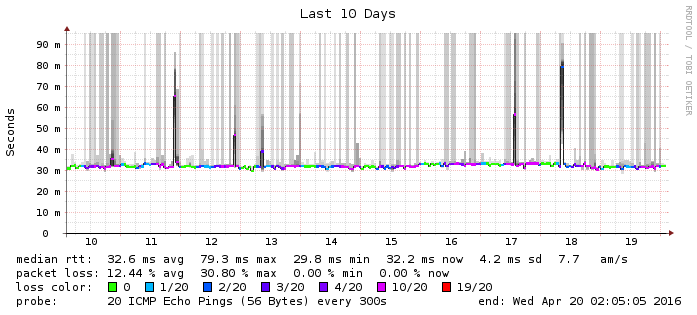 Last 10 Days
RRDTOOL / TOBI OETIKER
Seconds
90 m
80 m
70 m
60 m
50 m
40 m
30 m
20 m
10 m
0
10 11 12 13 14 15 16 17 18 19
median rtt: 32.6 ms avg 79.3 ms max 29.8 ms min 32.2 ms now 4.2 ms sd 7.7 am/s
packet loss: 12.44 % avg 30.80 % max 0.00 % min 0.00 % now
loss color: 0 1/20 2/20 3/20 4/20 10/20 19/20
probe: 20 ICMP Echo Pings (56 Bytes) every 300s end: Wed Apr 20 02:05:05 2016